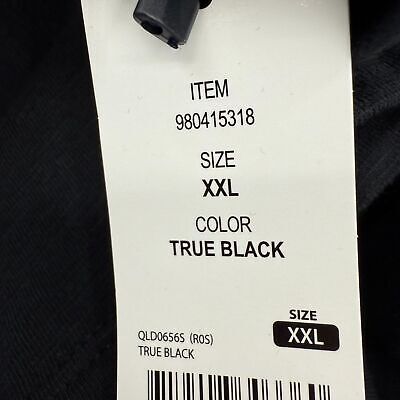 ITEM
980415318
SIZE
XXL
COLOR
TRUE BLACK
SIZE
XXL
QLD0656S (R0S)
TRUE BLACK